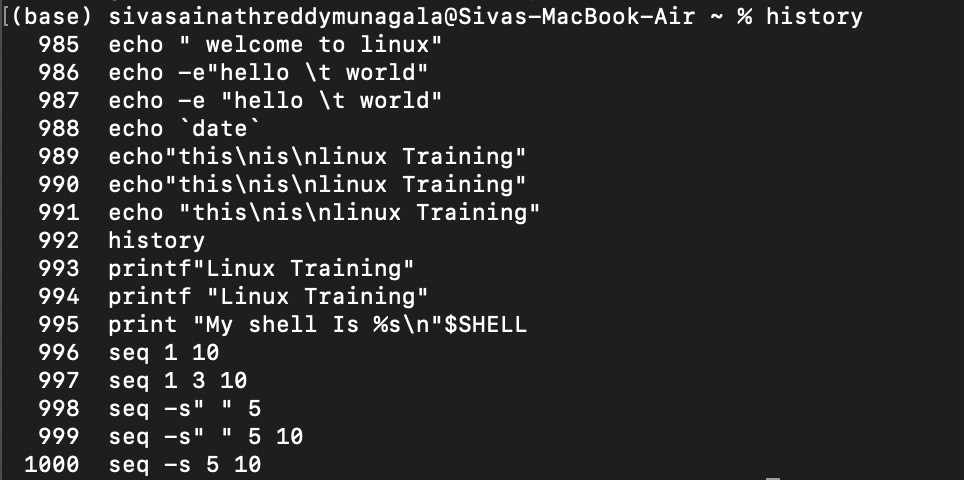 [(base) sivasainathreddymunagala@Sivas-MacBook-Air ~ % history
985 echo " welcome to linux"
986 echo -e"hello \t world"
987 echo -e "hello \t world"
988 echo `date`
989 echo"this\nis\nlinux Training"
990 echo"this\nis\nlinux Training"
991 echo "this\nis\nlinux Training"
992 history
993 printf"Linux Training"
994 printf "Linux Training"
995 print "My shell Is %s\n"$SHELL
996 seq 1 10
997 seq 1 3 10
998 seq -s" " 5
999 seq -s" " 5 10
1000 seq -s 5 10